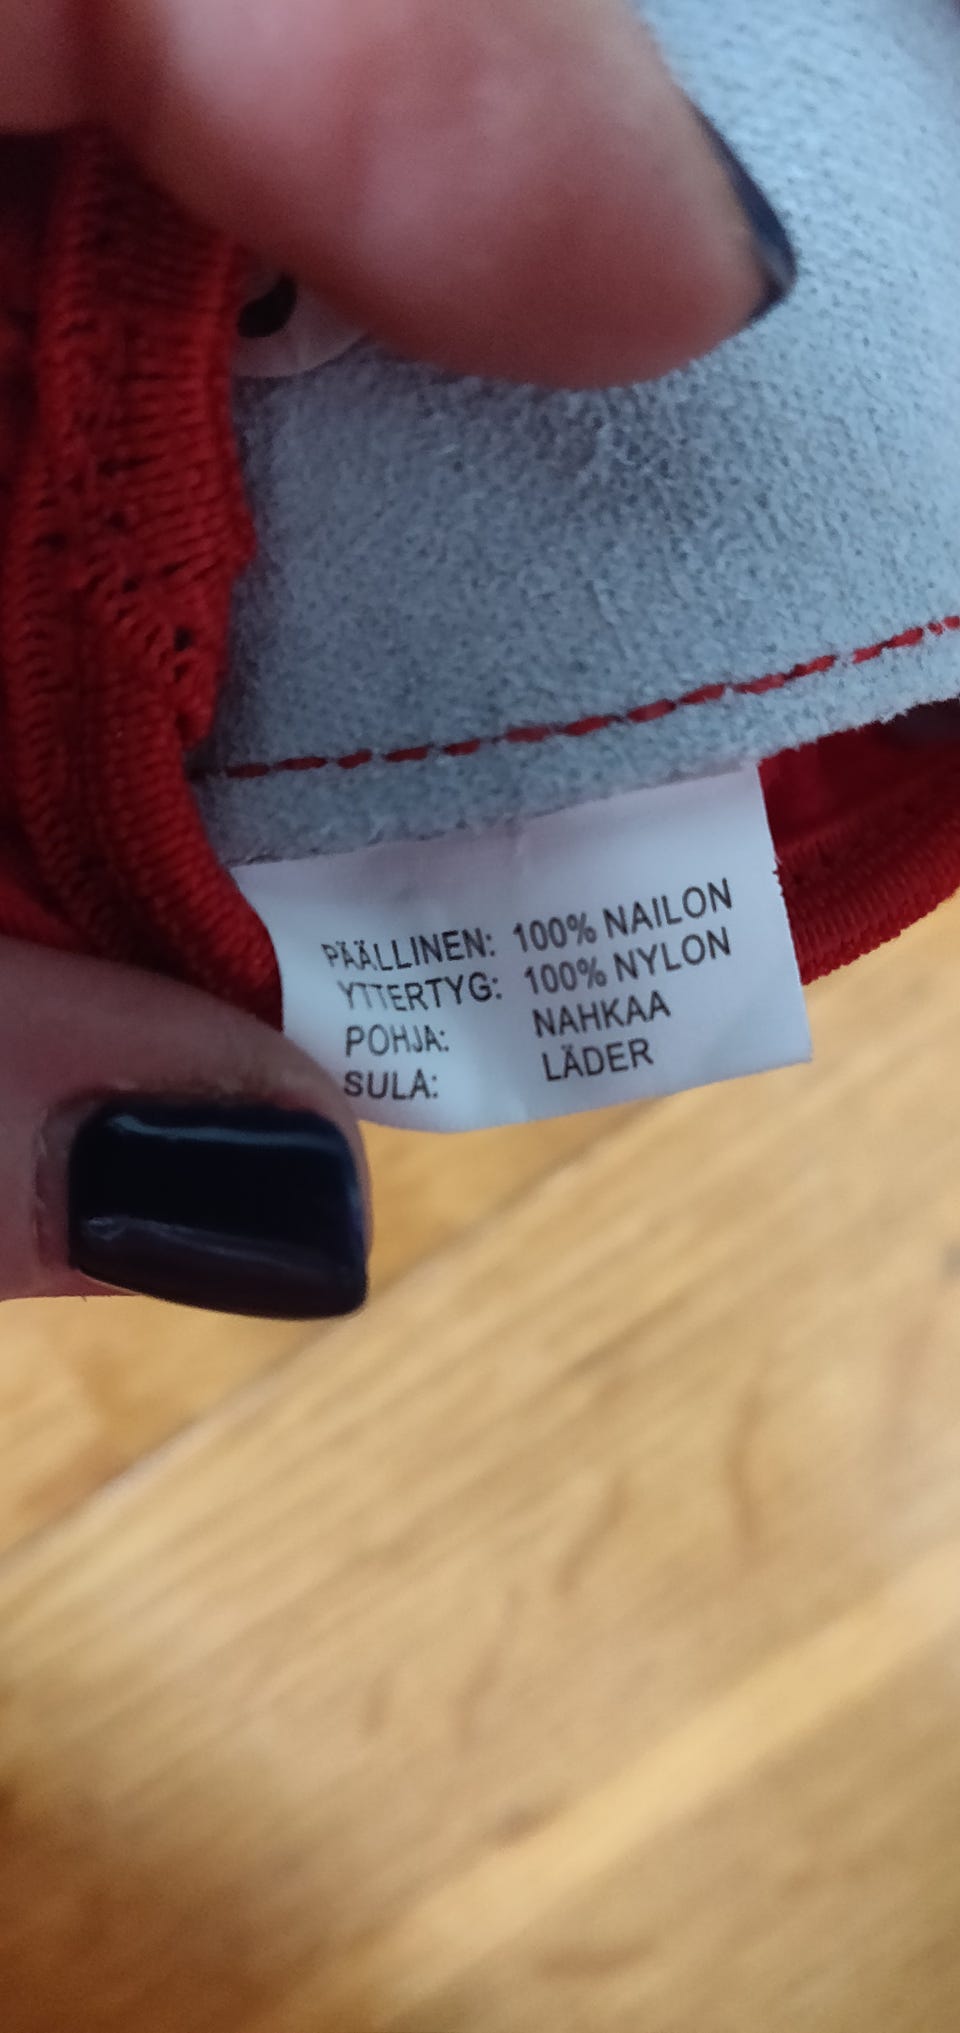 PÄÄLLINEN: 100% NAILON
YTTERTYG: 100% NYLON
POHJA: NAHKAA
SULA: LÄDER